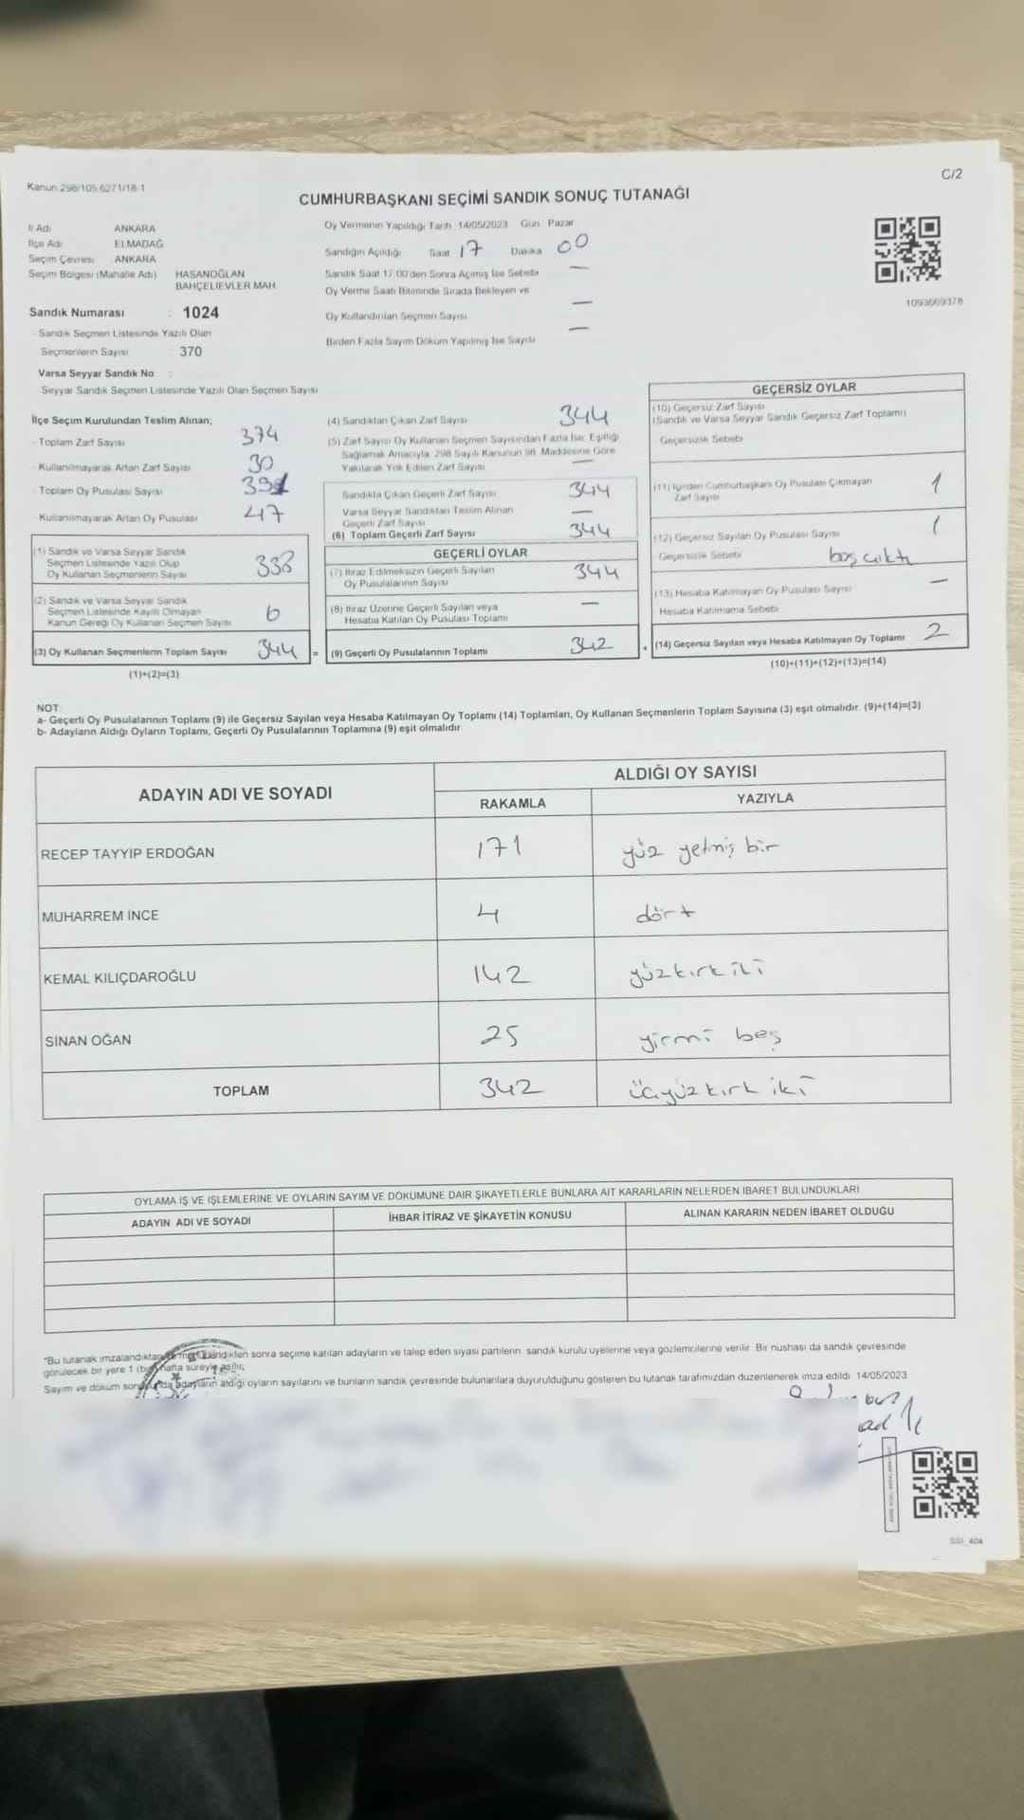 Kanun 298/105,6271/18.1
C/2
CUMHURBAŞKANI SEÇİMİ SANDIK SONUÇ TUTANAĞI
İl Adı ANKARA
İlçe Adı ELMADAĞ
Seçim Çevresi ANKARA
Seçim Bölgesi (Mahalle Adı) HASANOĞLAN
BAHÇELİEVLER MAH.
Sandık Numarası : 1024
Sandık Seçmen Listesinde Yazılı Olan
Seçmenlerin Sayısı : 370
Varsa Seyyar Sandık No :
Seyyar Sandık Seçmen Listesinde Yazılı Olan Seçmen Sayısı
Oy Vermenin Yapıldığı Tarih 14/05/2023 Gün Pazar
Sandığın Açıldığı Saat 17 Dakika 00
Sandık Saat 17.00'den Sonra Açılmış İse Sebebi —
Oy Verme Saati Bitiminde Sırada Bekleyen ve
Oy Kullandırılan Seçmen Sayısı —
Birden Fazla Sayım Döküm Yapılmış İse Sayısı —
1093669378
İlçe Seçim Kurulundan Teslim Alınan;
Toplam Zarf Sayısı 374
Kullanılmayarak Artan Zarf Sayısı 30
Toplam Oy Pusulası Sayısı
Kullanılmayarak Artan Oy Pusulası 47
(1) Sandık ve Varsa Seyyar Sandık
Seçmen Listesinde Yazılı Olup
Oy Kullanan Seçmenlerin Sayısı 338
(2) Sandık ve Varsa Seyyar Sandık
Seçmen Listesinde Kayıtlı Olmayan
Kanun Gereği Oy Kullanan Seçmen Sayısı 6
(3) Oy Kullanan Seçmenlerin Toplam Sayısı 344 =
(1)+(2)=(3)
(4) Sandıktan Çıkan Zarf Sayısı 344
(5) Zarf Sayısı Oy Kullanan Seçmen Sayısından Fazla İse; Eşitliği
Sağlamak Amacıyla, 298 Sayılı Kanunun 98. Maddesine Göre
Yakılarak Yok Edilen Zarf Sayısı —
Sandıkta Çıkan Geçerli Zarf Sayısı 344
Varsa Seyyar Sandıktan Teslim Alınan
Geçerli Zarf Sayısı —
(6) Toplam Geçerli Zarf Sayısı 344
GEÇERLİ OYLAR
(7) İtiraz Edilmeksizin Geçerli Sayılan
Oy Pusulalarının Sayısı 344
(8) İtiraz Üzerine Geçerli Sayılan veya
Hesaba Katılan Oy Pusulası Toplamı —
(9) Geçerli Oy Pusulalarının Toplamı 342 +
GEÇERSİZ OYLAR
(10) Geçersiz Zarf Sayısı
(Sandık ve Varsa Seyyar Sandık Geçersiz Zarf Toplamı)
Geçersizlik Sebebi
(11) İçinden Cumhurbaşkanı Oy Pusulası Çıkmayan
Zarf Sayısı 1
(12) Geçersiz Sayılan Oy Pusulası Sayısı 1
Geçersizlik Sebebi boş çıktı
(13) Hesaba Katılmayan Oy Pusulası Sayısı —
Hesaba Katılmama Sebebi
(14) Geçersiz Sayılan veya Hesaba Katılmayan Oy Toplamı 2
(10)+(11)+(12)+(13)=(14)
NOT:
a- Geçerli Oy Pusulalarının Toplamı (9) ile Geçersiz Sayılan veya Hesaba Katılmayan Oy Toplamı (14) Toplamları, Oy Kullanan Seçmenlerin Toplam Sayısına (3) eşit olmalıdır. (9)+(14)=(3)
b- Adayların Aldığı Oyların Toplamı, Geçerli Oy Pusulalarının Toplamına (9) eşit olmalıdır
ADAYIN ADI VE SOYADI ALDIĞI OY SAYISI
RAKAMLA YAZIYLA
RECEP TAYYİP ERDOĞAN 171 yüz yetmiş bir
MUHARREM İNCE 4 dört
KEMAL KILIÇDAROĞLU 142 yüzkırk iki
SİNAN OĞAN 25 yirmi beş
TOPLAM 342 üçyüzkırk iki
OYLAMA İŞ VE İŞLEMLERİNE VE OYLARIN SAYIM VE DÖKÜMÜNE DAİR ŞİKAYETLERLE BUNLARA AİT KARARLARIN NELERDEN İBARET BULUNDUKLARI
ADAYIN ADI VE SOYADI İHBAR İTİRAZ VE ŞİKAYETİN KONUSU ALINAN KARARIN NEDEN İBARET OLDUĞU
"Bu tutanak imzalandıktan ve mühürlendikten sonra seçime katılan adayların ve talep eden siyasi partilerin sandık kurulu üyelerine veya gözlemcilerine verilir. Bir nüshası da sandık çevresinde
görülecek bir yere 1 (bir) hafta süreyle asılır.
Sayım ve döküm adayların aldığı oyların sayılarını ve bunların sandık çevresinde bulunanlara duyurulduğunu gösteren bu tutanak tarafımızdan düzenlenerek imza edildi 14/05/2023